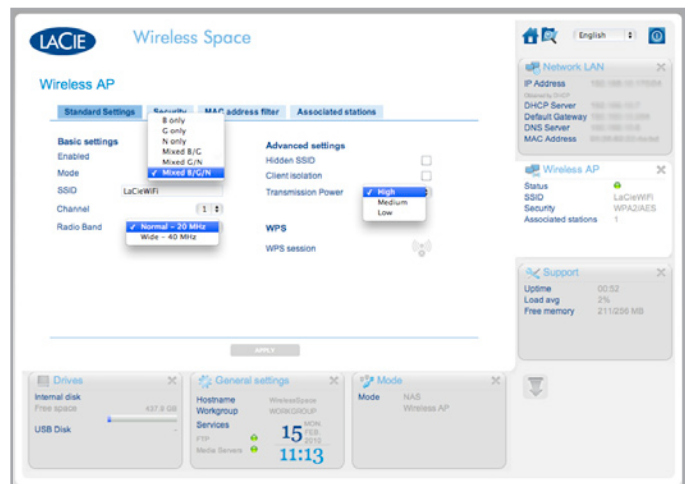 LACIE
Wireless Space
English
Wireless AP
Standard Settings
Security
MAC address filter
Associated stations
Basic settings
Enabled
Mode
B only
G only
N only
Mixed B/G
Mixed G/N
✓ Mixed B/G/N
SSID
LaCieWiFi
Channel
1
Radio Band
✓ Normal - 20 MHz
Wide - 40 MHz
Advanced settings
Hidden SSID
Client isolation
Transmission Power
✓ High
Medium
Low
WPS
WPS session
APPLY
Network LAN
IP Address
Obtained by DHCP
DHCP Server
Default Gateway
DNS Server
MAC Address
Wireless AP
Status
SSID LaCieWiFi
Security WPA2/AES
Associated stations 1
Support
Uptime 00:52
Load avg 2%
Free memory 211/256 MB
Drives
Internal disk
Free space 437.8 GB
USB Disk -
General settings
Hostname WirelessSpace
Workgroup WORKGROUP
Services
FTP
Media Servers
15 MON. FEB. 2010
11:13
Mode
Mode NAS
Wireless AP